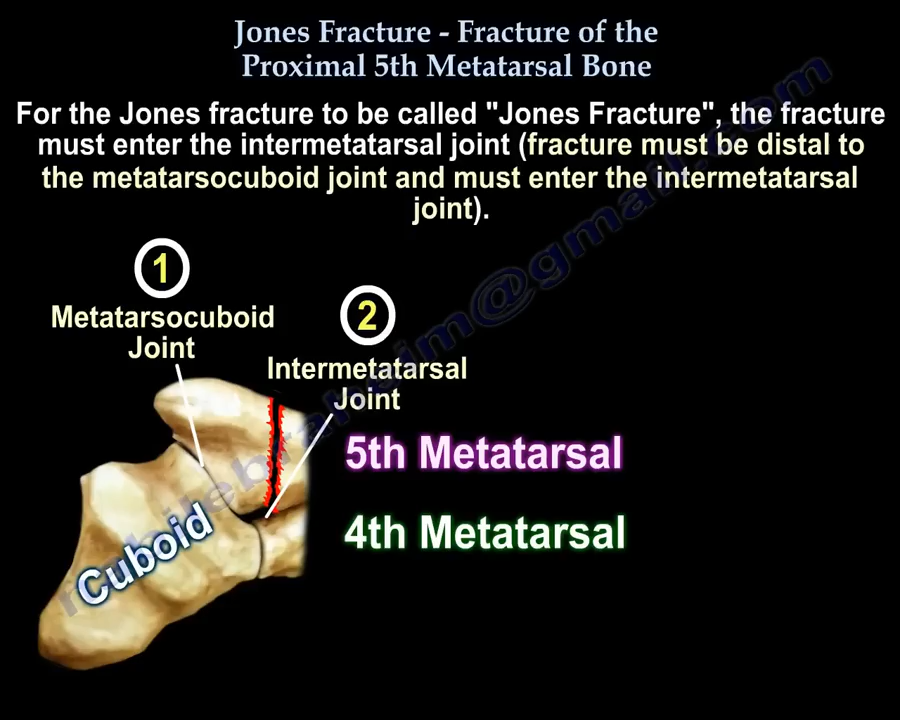 Jones Fracture - Fracture of the
Proximal 5th Metatarsal Bone
For the Jones fracture to be called "Jones Fracture", the fracture
must enter the intermetatarsal joint (fracture must be distal to
the metatarsocuboid joint and must enter the intermetatarsal
joint).
1
Metatarsocuboid
Joint
2
Intermetatarsal
Joint
5th Metatarsal
4th Metatarsal
Cuboid